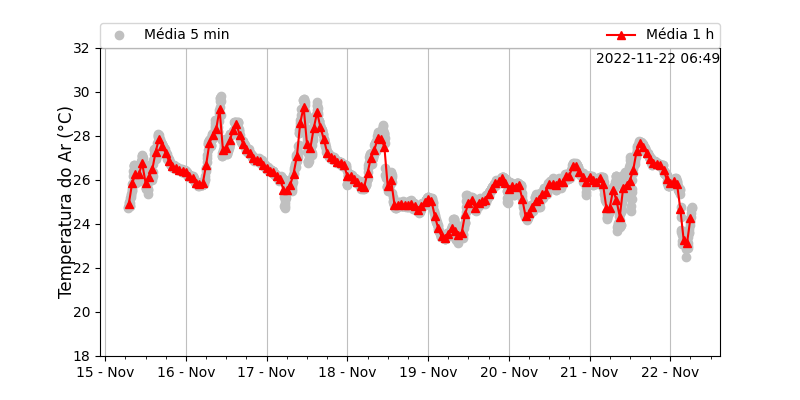 Média 5 min
Média 1 h
2022-11-22 06:49
Temperatura do Ar (°C)
32
30
28
26
24
22
20
18
15 - Nov
16 - Nov
17 - Nov
18 - Nov
19 - Nov
20 - Nov
21 - Nov
22 - Nov